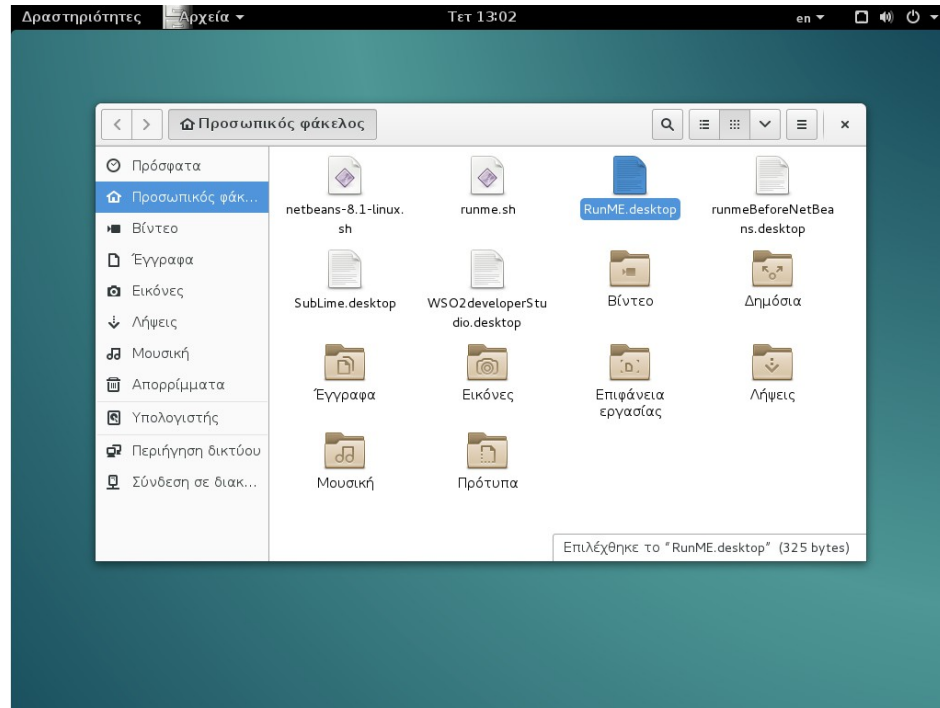 Δραστηριότητες
Αρχεία
Τετ 13:02
en
Προσωπικός φάκελος
Πρόσφατα
Προσωπικός φάκ...
Βίντεο
Έγγραφα
Εικόνες
Λήψεις
Μουσική
Απορρίμματα
Υπολογιστής
Περιήγηση δικτύου
Σύνδεση σε διακ...
netbeans-8.1-linux.
sh
runme.sh
RunME.desktop
runmeBeforeNetBea
ns.desktop
SubLime.desktop
WSO2developerStu
dio.desktop
Βίντεο
Δημόσια
Έγγραφα
Εικόνες
Επιφάνεια
εργασίας
Λήψεις
Μουσική
Πρότυπα
Επιλέχθηκε το “RunME.desktop” (325 bytes)